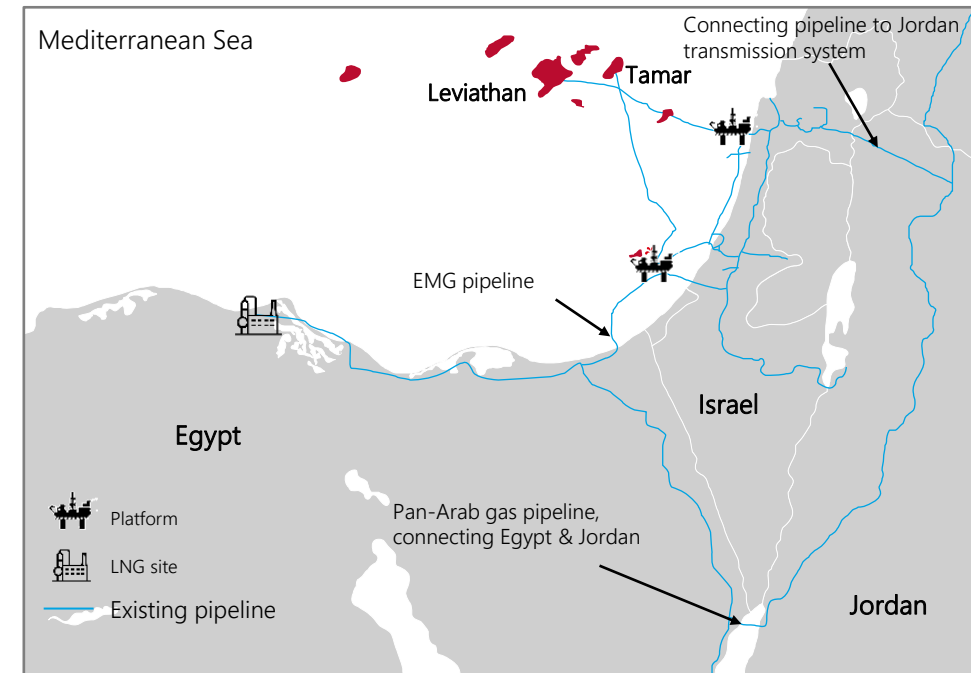 Mediterranean Sea
Connecting pipeline to Jordan
transmission system
Leviathan
Tamar
EMG pipeline
Israel
Egypt
Platform
LNG site
Existing pipeline
Pan-Arab gas pipeline,
connecting Egypt & Jordan
Jordan